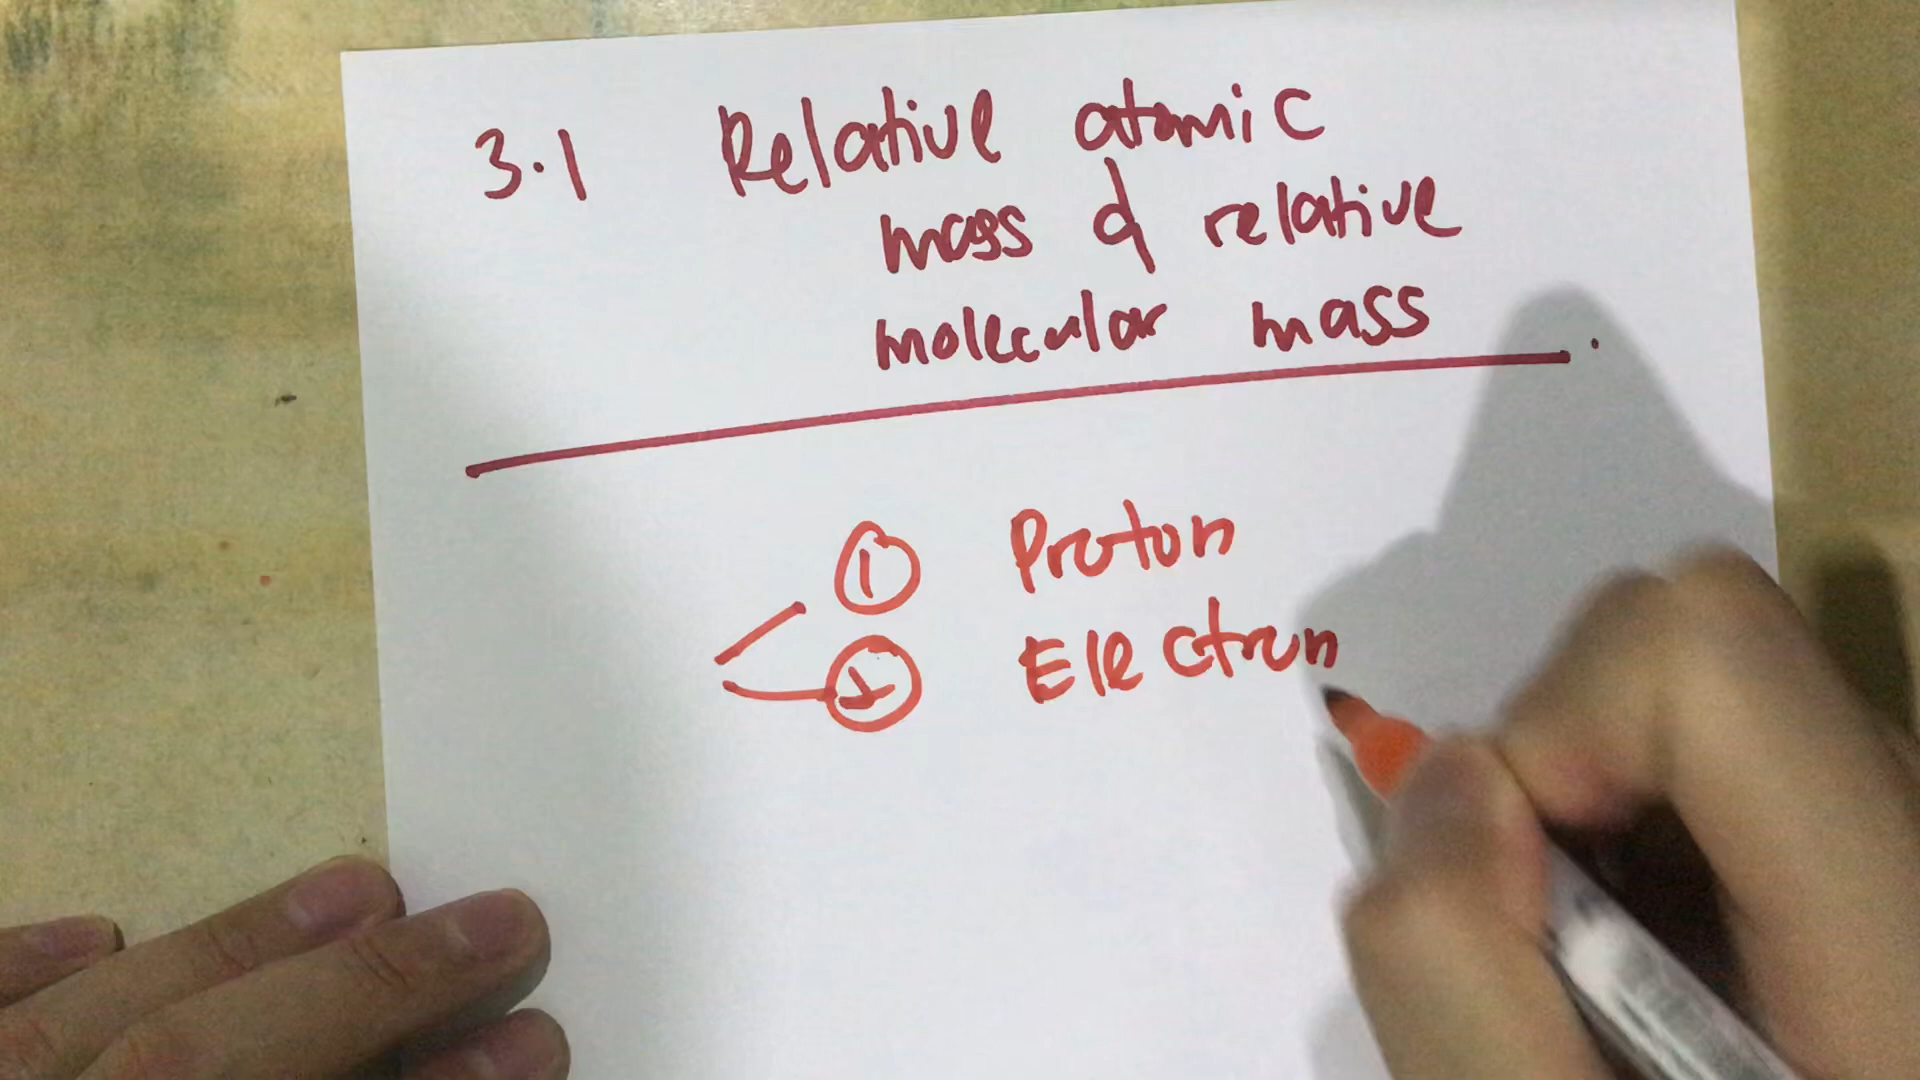 3.1 Relative atomic
mass & relative
molecular mass
① Proton
② Electron